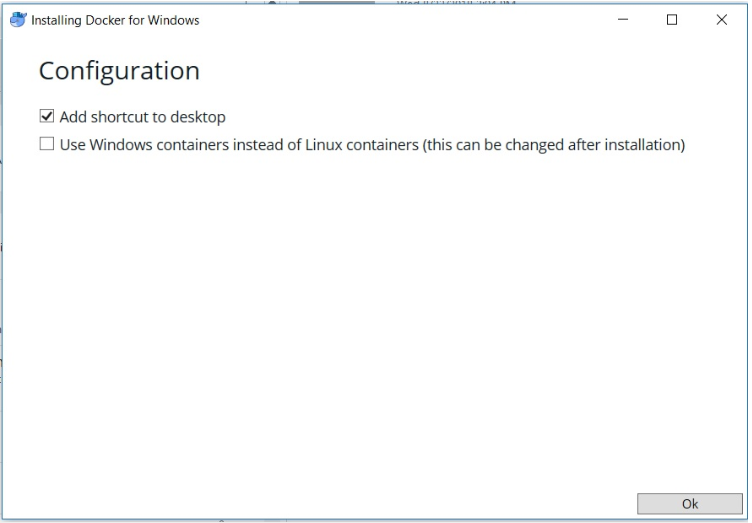 Installing Docker for Windows
Configuration
Add shortcut to desktop
Use Windows containers instead of Linux containers (this can be changed after installation)
Ok